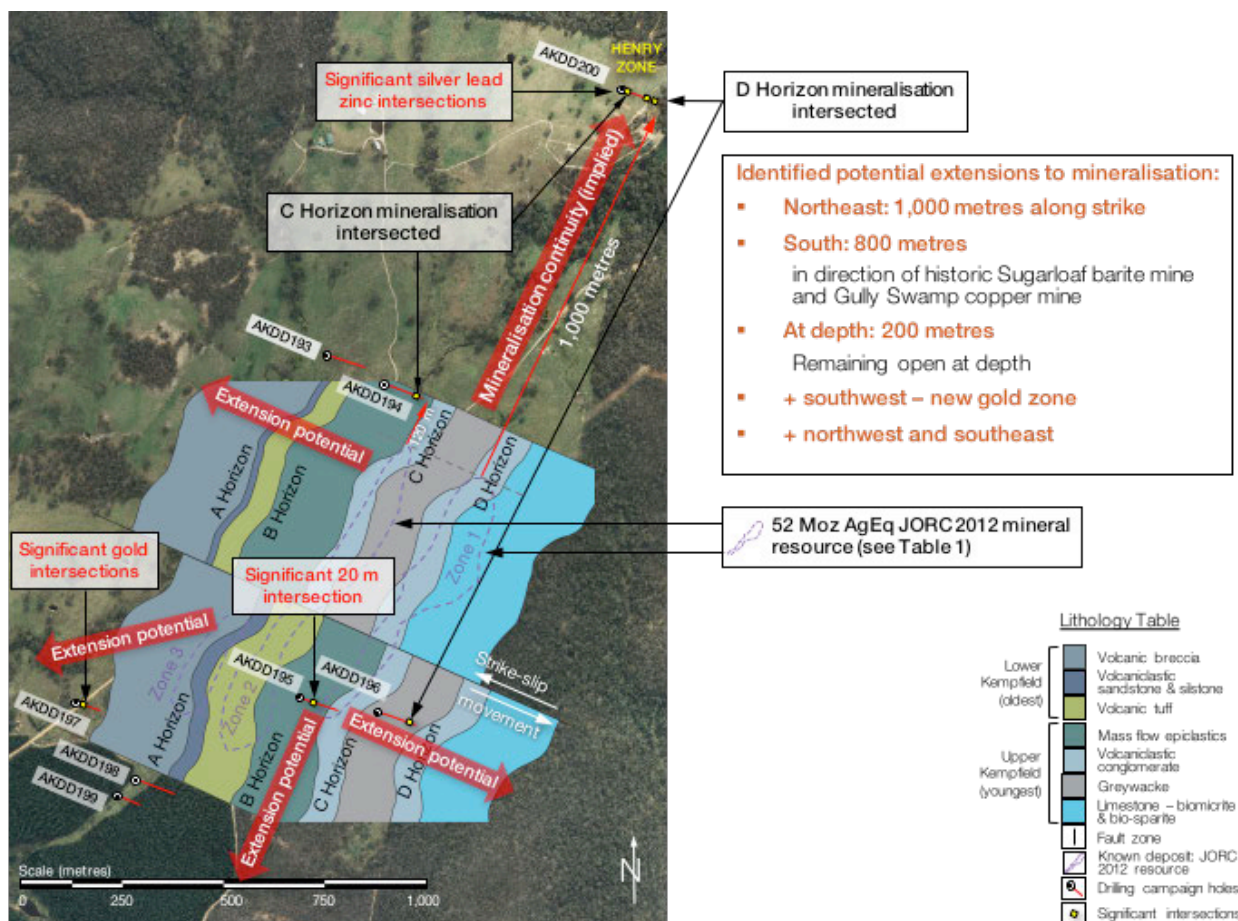 HENRY
ZONE
AKDD200
Significant silver lead
zinc intersections
D Horizon mineralisation
intersected
Identified potential extensions to mineralisation:
▪ Northeast: 1,000 metres along strike
▪ South: 800 metres
in direction of historic Sugarloaf barite mine
and Gully Swamp copper mine
▪ At depth: 200 metres
Remaining open at depth
▪ + southwest – new gold zone
▪ + northwest and southeast
C Horizon mineralisation
intersected
Mineralisation continuity (implied)
1,000 metres
AKDD193
AKDD194
Extension potential
120 m
A Horizon
B Horizon
C Horizon
D Horizon
Zone 1
52 Moz AgEq JORC 2012 mineral
resource (see Table 1)
Significant gold
intersections
Significant 20 m
intersection
Extension potential
Zone 3
Zone 2
AKDD195
AKDD196
Strike-slip
movement
AKDD197
AKDD198
AKDD199
A Horizon
B Horizon
C Horizon
D Horizon
Extension potential
Extension potential
Scale (metres)
0 250 500 750 1,000
N
Lithology Table
Lower
Kempfield
(oldest)
Volcanic breccia
Volcaniclastic
sandstone & silstone
Volcanic tuff
Upper
Kempfield
(youngest)
Mass flow epiclastics
Volcaniclastic
conglomerate
Greywacke
Limestone – biomicrite
& bio-sparite
Fault zone
Known deposit: JORC
2012 resource
Drilling campaign holes
Significant intersections